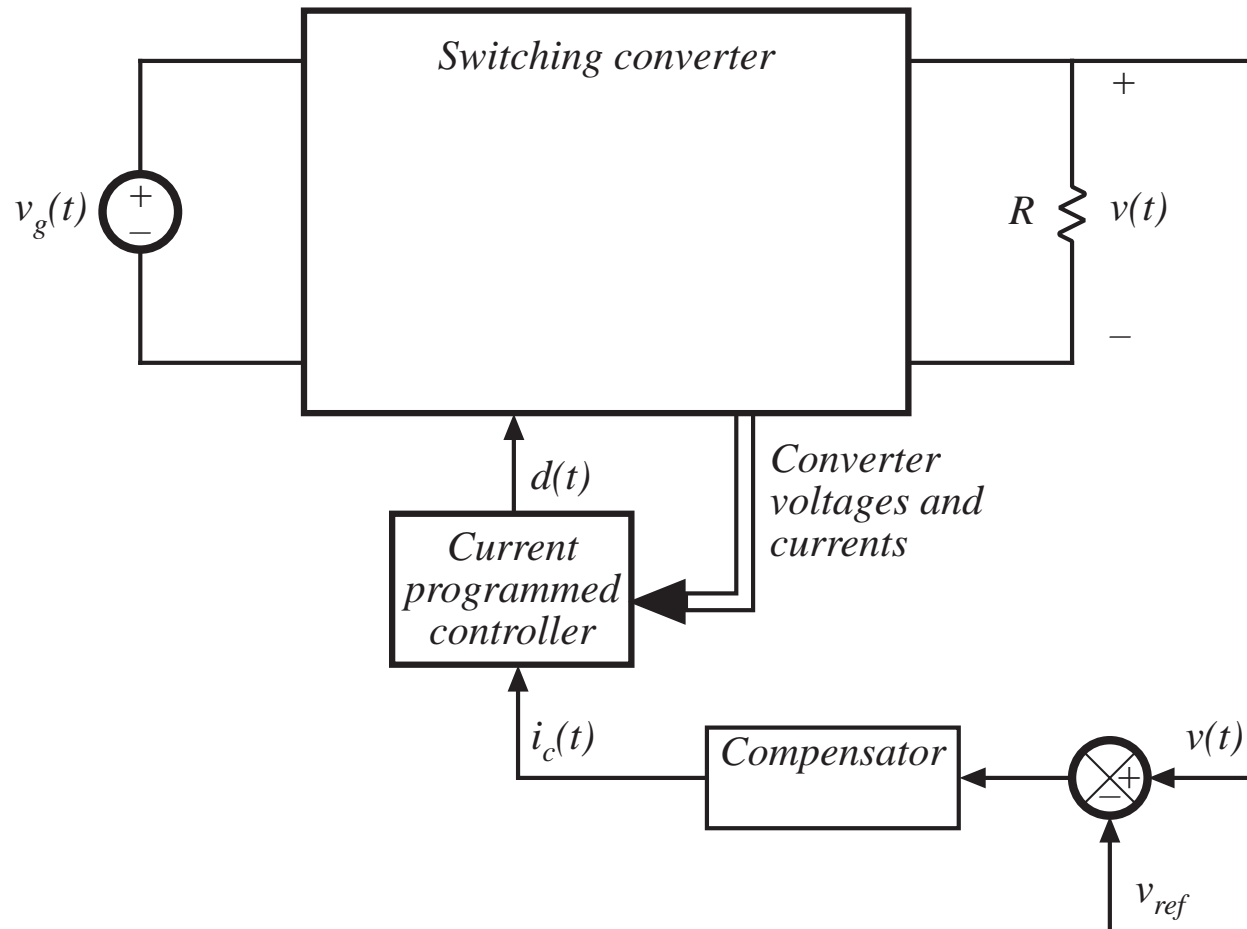 Switching converter
+
v_g(t)
+
–
R
v(t)
–
d(t)
Converter
voltages and
currents
Current
programmed
controller
i_c(t)
Compensator
v(t)
+
–
v_ref